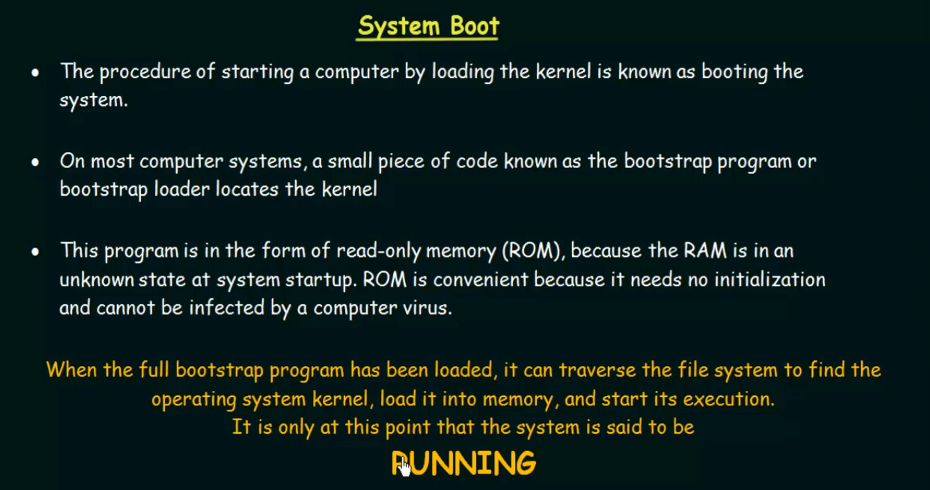 System Boot
• The procedure of starting a computer by loading the kernel is known as booting the
system.
• On most computer systems, a small piece of code known as the bootstrap program or
bootstrap loader locates the kernel
• This program is in the form of read-only memory (ROM), because the RAM is in an
unknown state at system startup. ROM is convenient because it needs no initialization
and cannot be infected by a computer virus.
When the full bootstrap program has been loaded, it can traverse the file system to find the
operating system kernel, load it into memory, and start its execution.
It is only at this point that the system is said to be
RUNNING